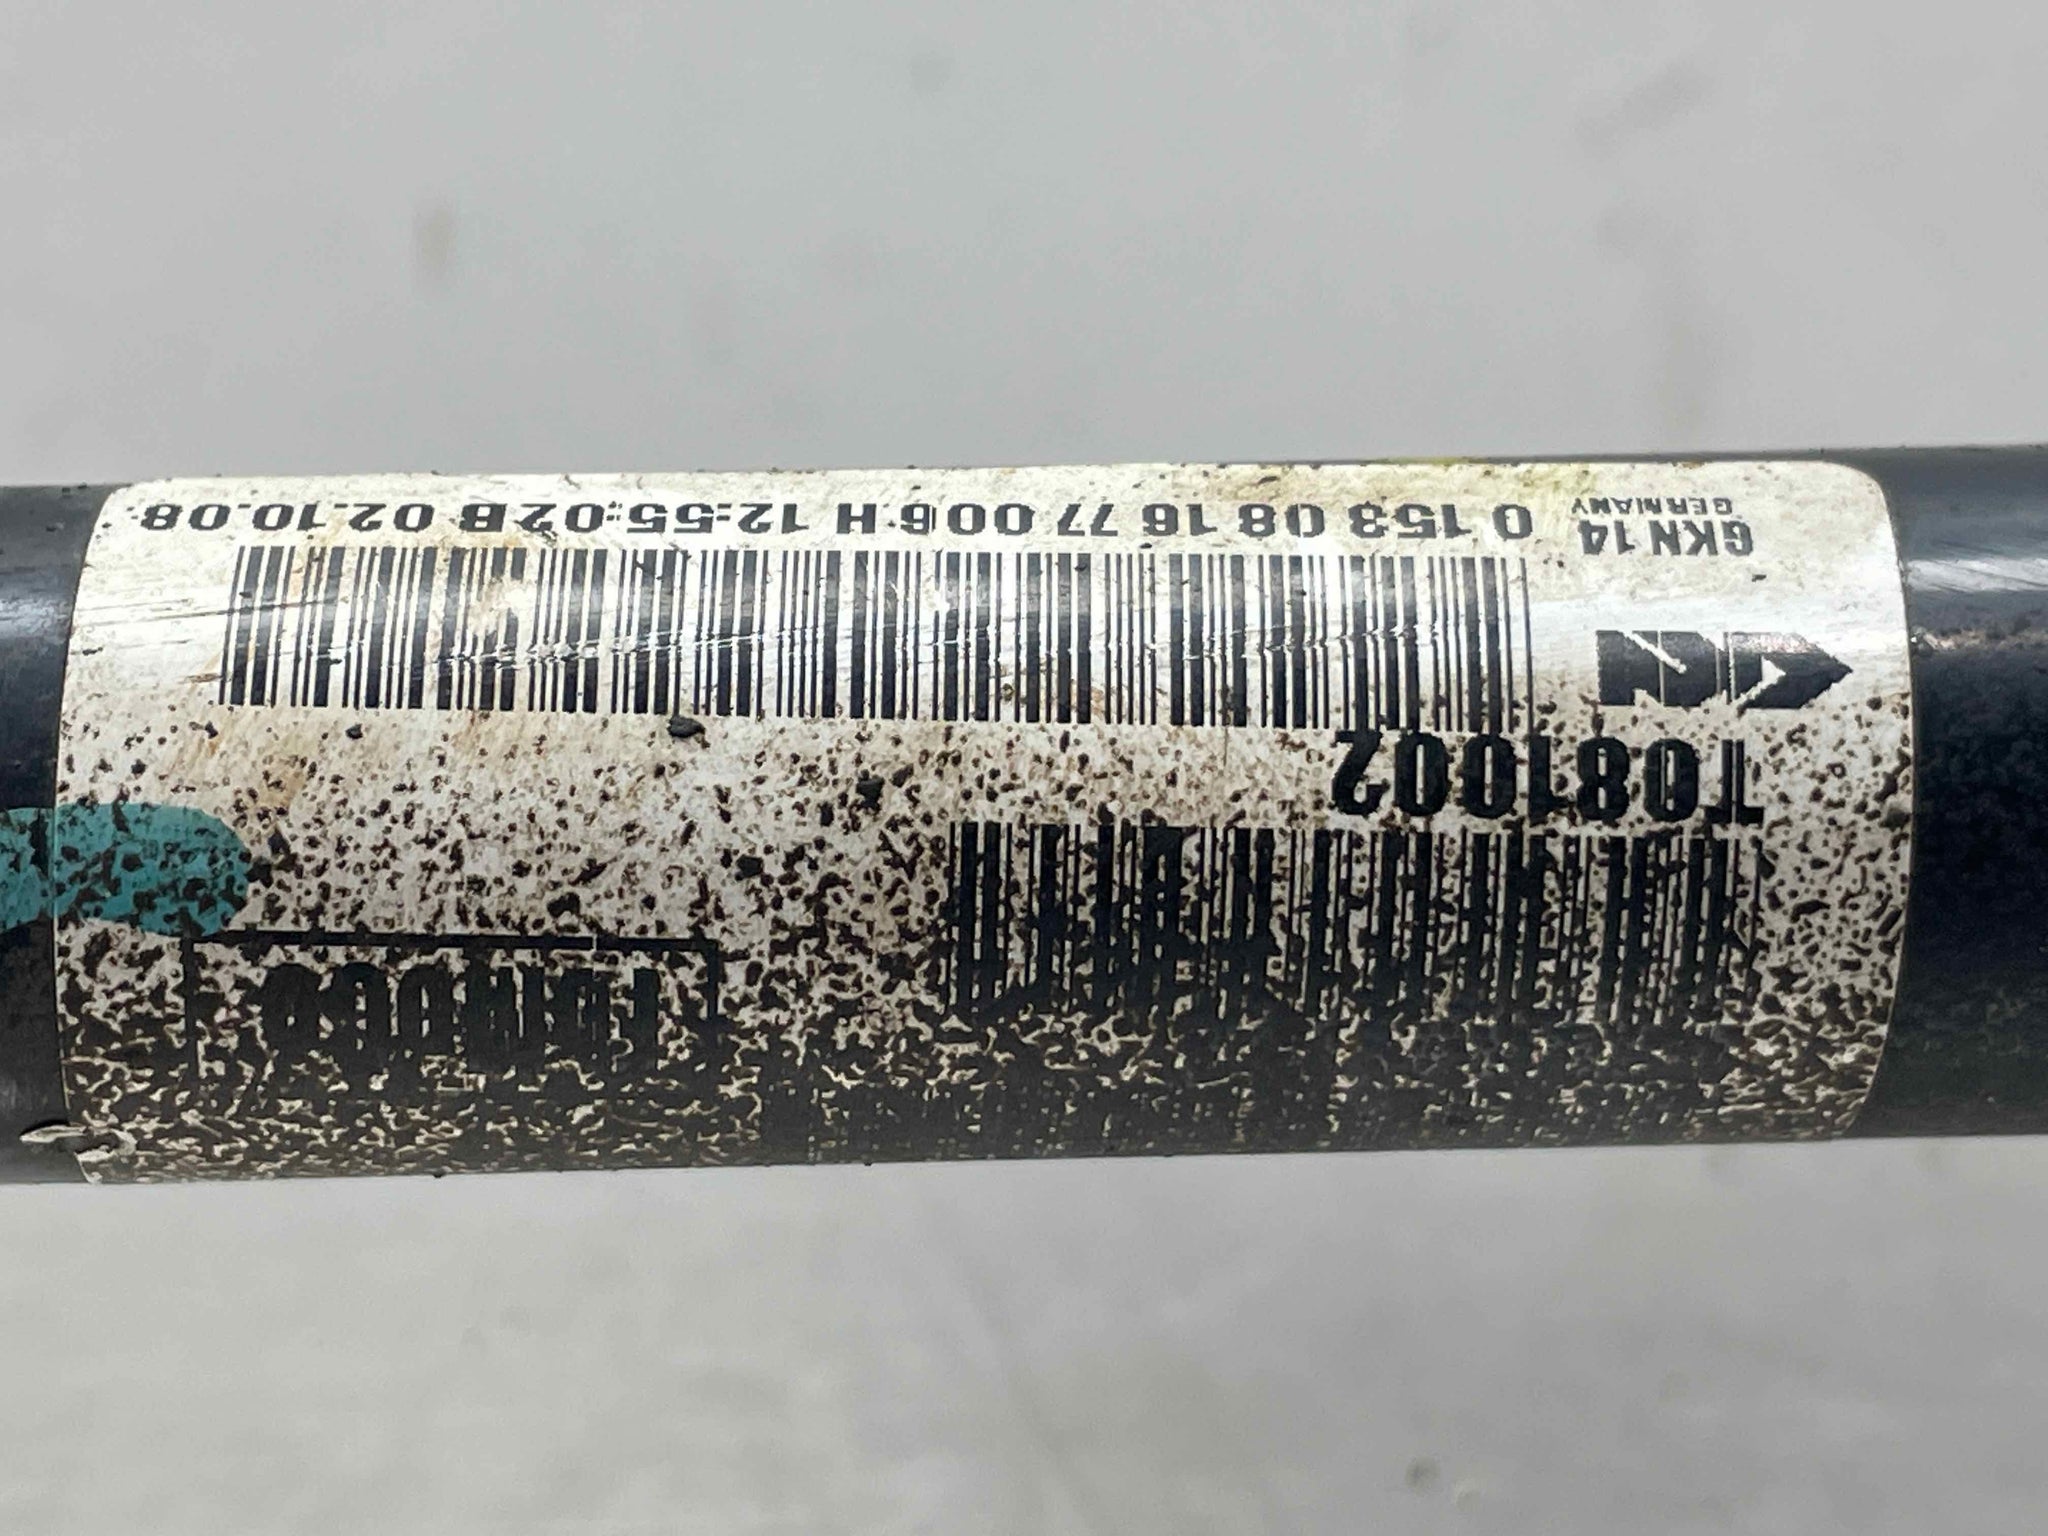 T081002
GKN 14
GERMANY
0 153 08 16 77 006 H 12:55:02B 02.10.08